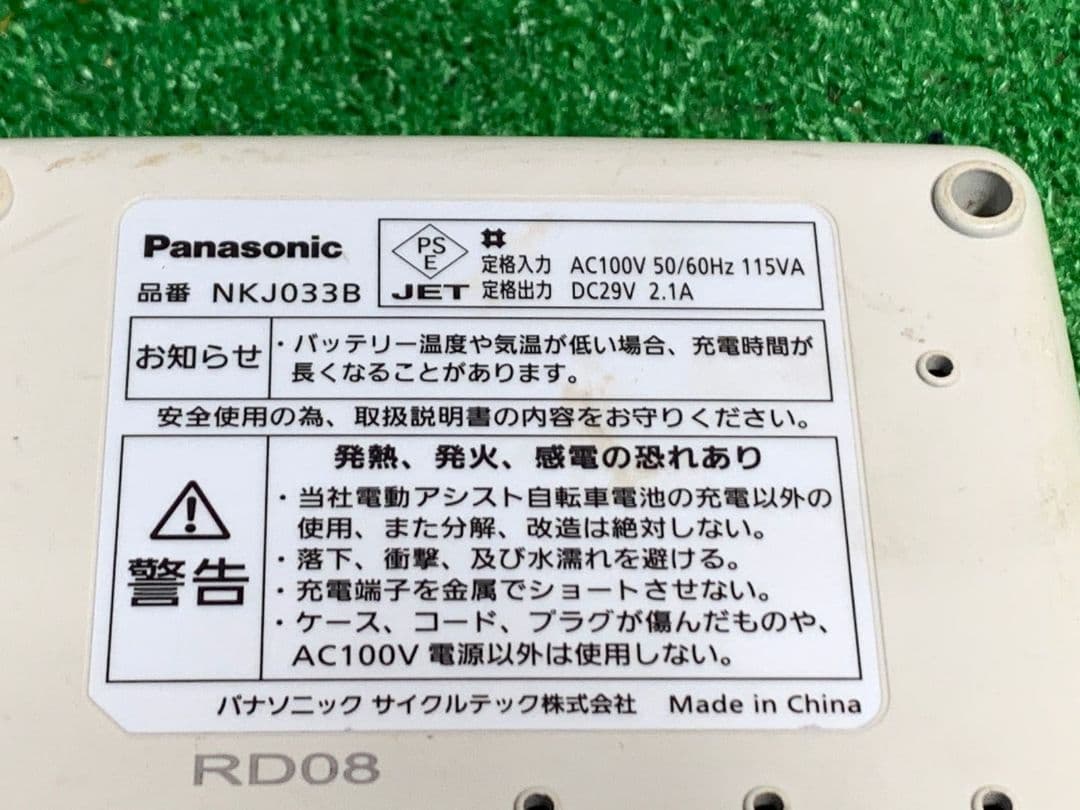 Panasonic
品番 NKJ033B
PS
E
JET
定格入力 AC100V 50/60Hz 115VA
定格出力 DC29V 2.1A
お知らせ
・バッテリー温度や気温が低い場合、充電時間が
長くなることがあります。
安全使用の為、取扱説明書の内容をお守りください。
警告
発熱、発火、感電の恐れあり
・当社電動アシスト自転車電池の充電以外の
使用、また分解、改造は絶対しない。
・落下、衝撃、及び水濡れを避ける。
・充電端子を金属でショートさせない。
・ケース、コード、プラグが傷んだものや、
AC100V 電源以外は使用しない。
パナソニック サイクルテック株式会社 Made in China
RD08